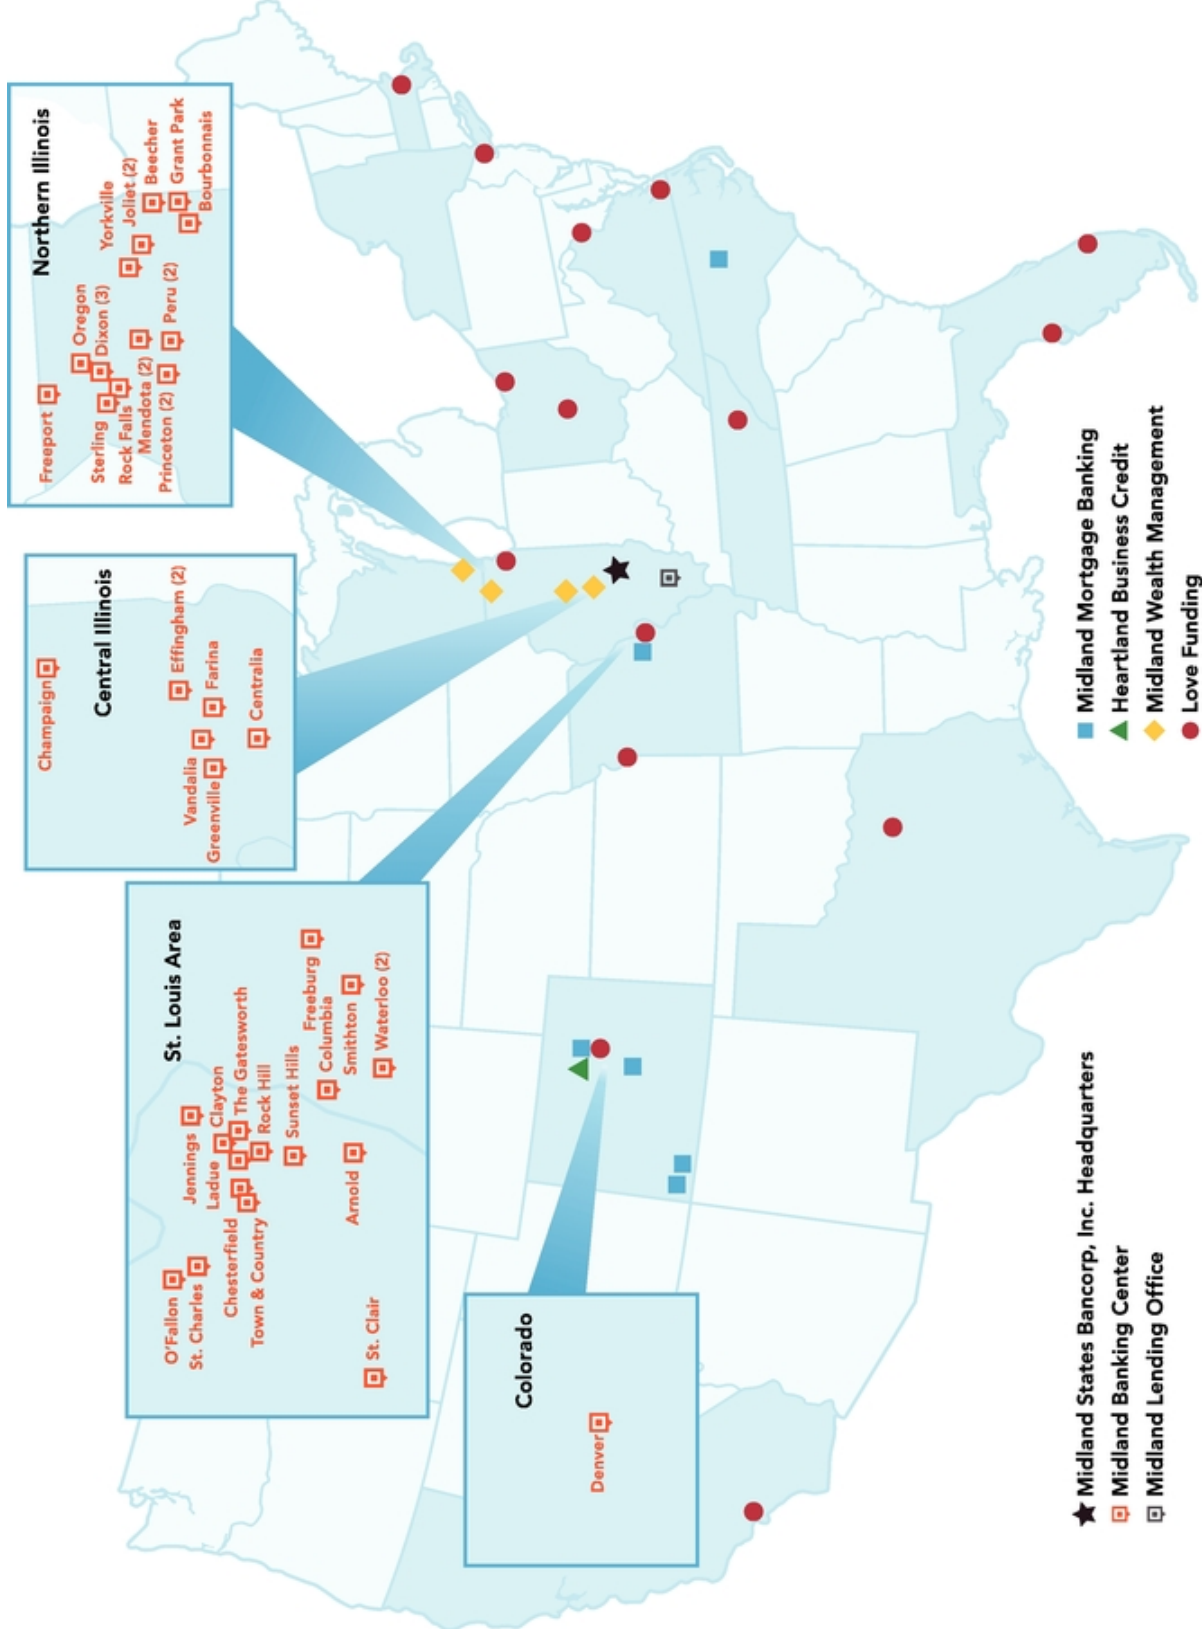 Northern Illinois
Freeport
Oregon
Dixon (3)
Sterling
Rock Falls
Mendota (2)
Princeton (2)
Peru (2)
Yorkville
Joliet (2)
Beecher
Grant Park
Bourbonnais
Central Illinois
Champaign
Effingham (2)
Farina
Vandalia
Greenville
Centralia
St. Louis Area
O'Fallon
St. Charles
Jennings
Clayton
Ladue
The Gatesworth
Rock Hill
Chesterfield
Town & Country
Sunset Hills
Freeburg
Columbia
Smithton
Waterloo (2)
Arnold
St. Clair
Colorado
Denver
Midland States Bancorp, Inc. Headquarters
Midland Banking Center
Midland Lending Office
Midland Mortgage Banking
Heartland Business Credit
Midland Wealth Management
Love Funding